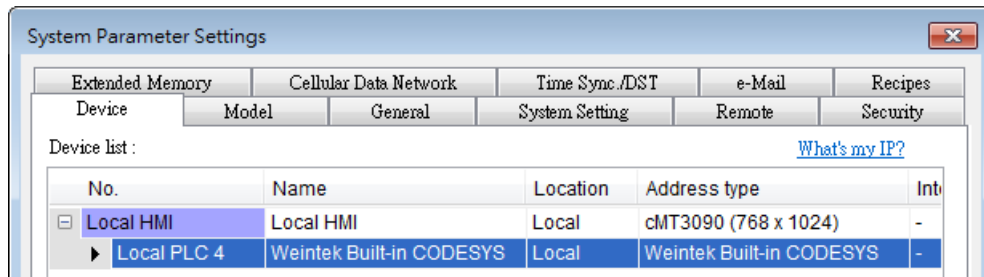 System Parameter Settings
Extended Memory Cellular Data Network Time Sync./DST e-Mail Recipes
Device Model General System Setting Remote Security
Device list : What's my IP?
No. Name Location Address type
Local HMI Local HMI Local cMT3090 (768 x 1024) -
Local PLC 4 Weintek Built-in CODESYS Local Weintek Built-in CODESYS -